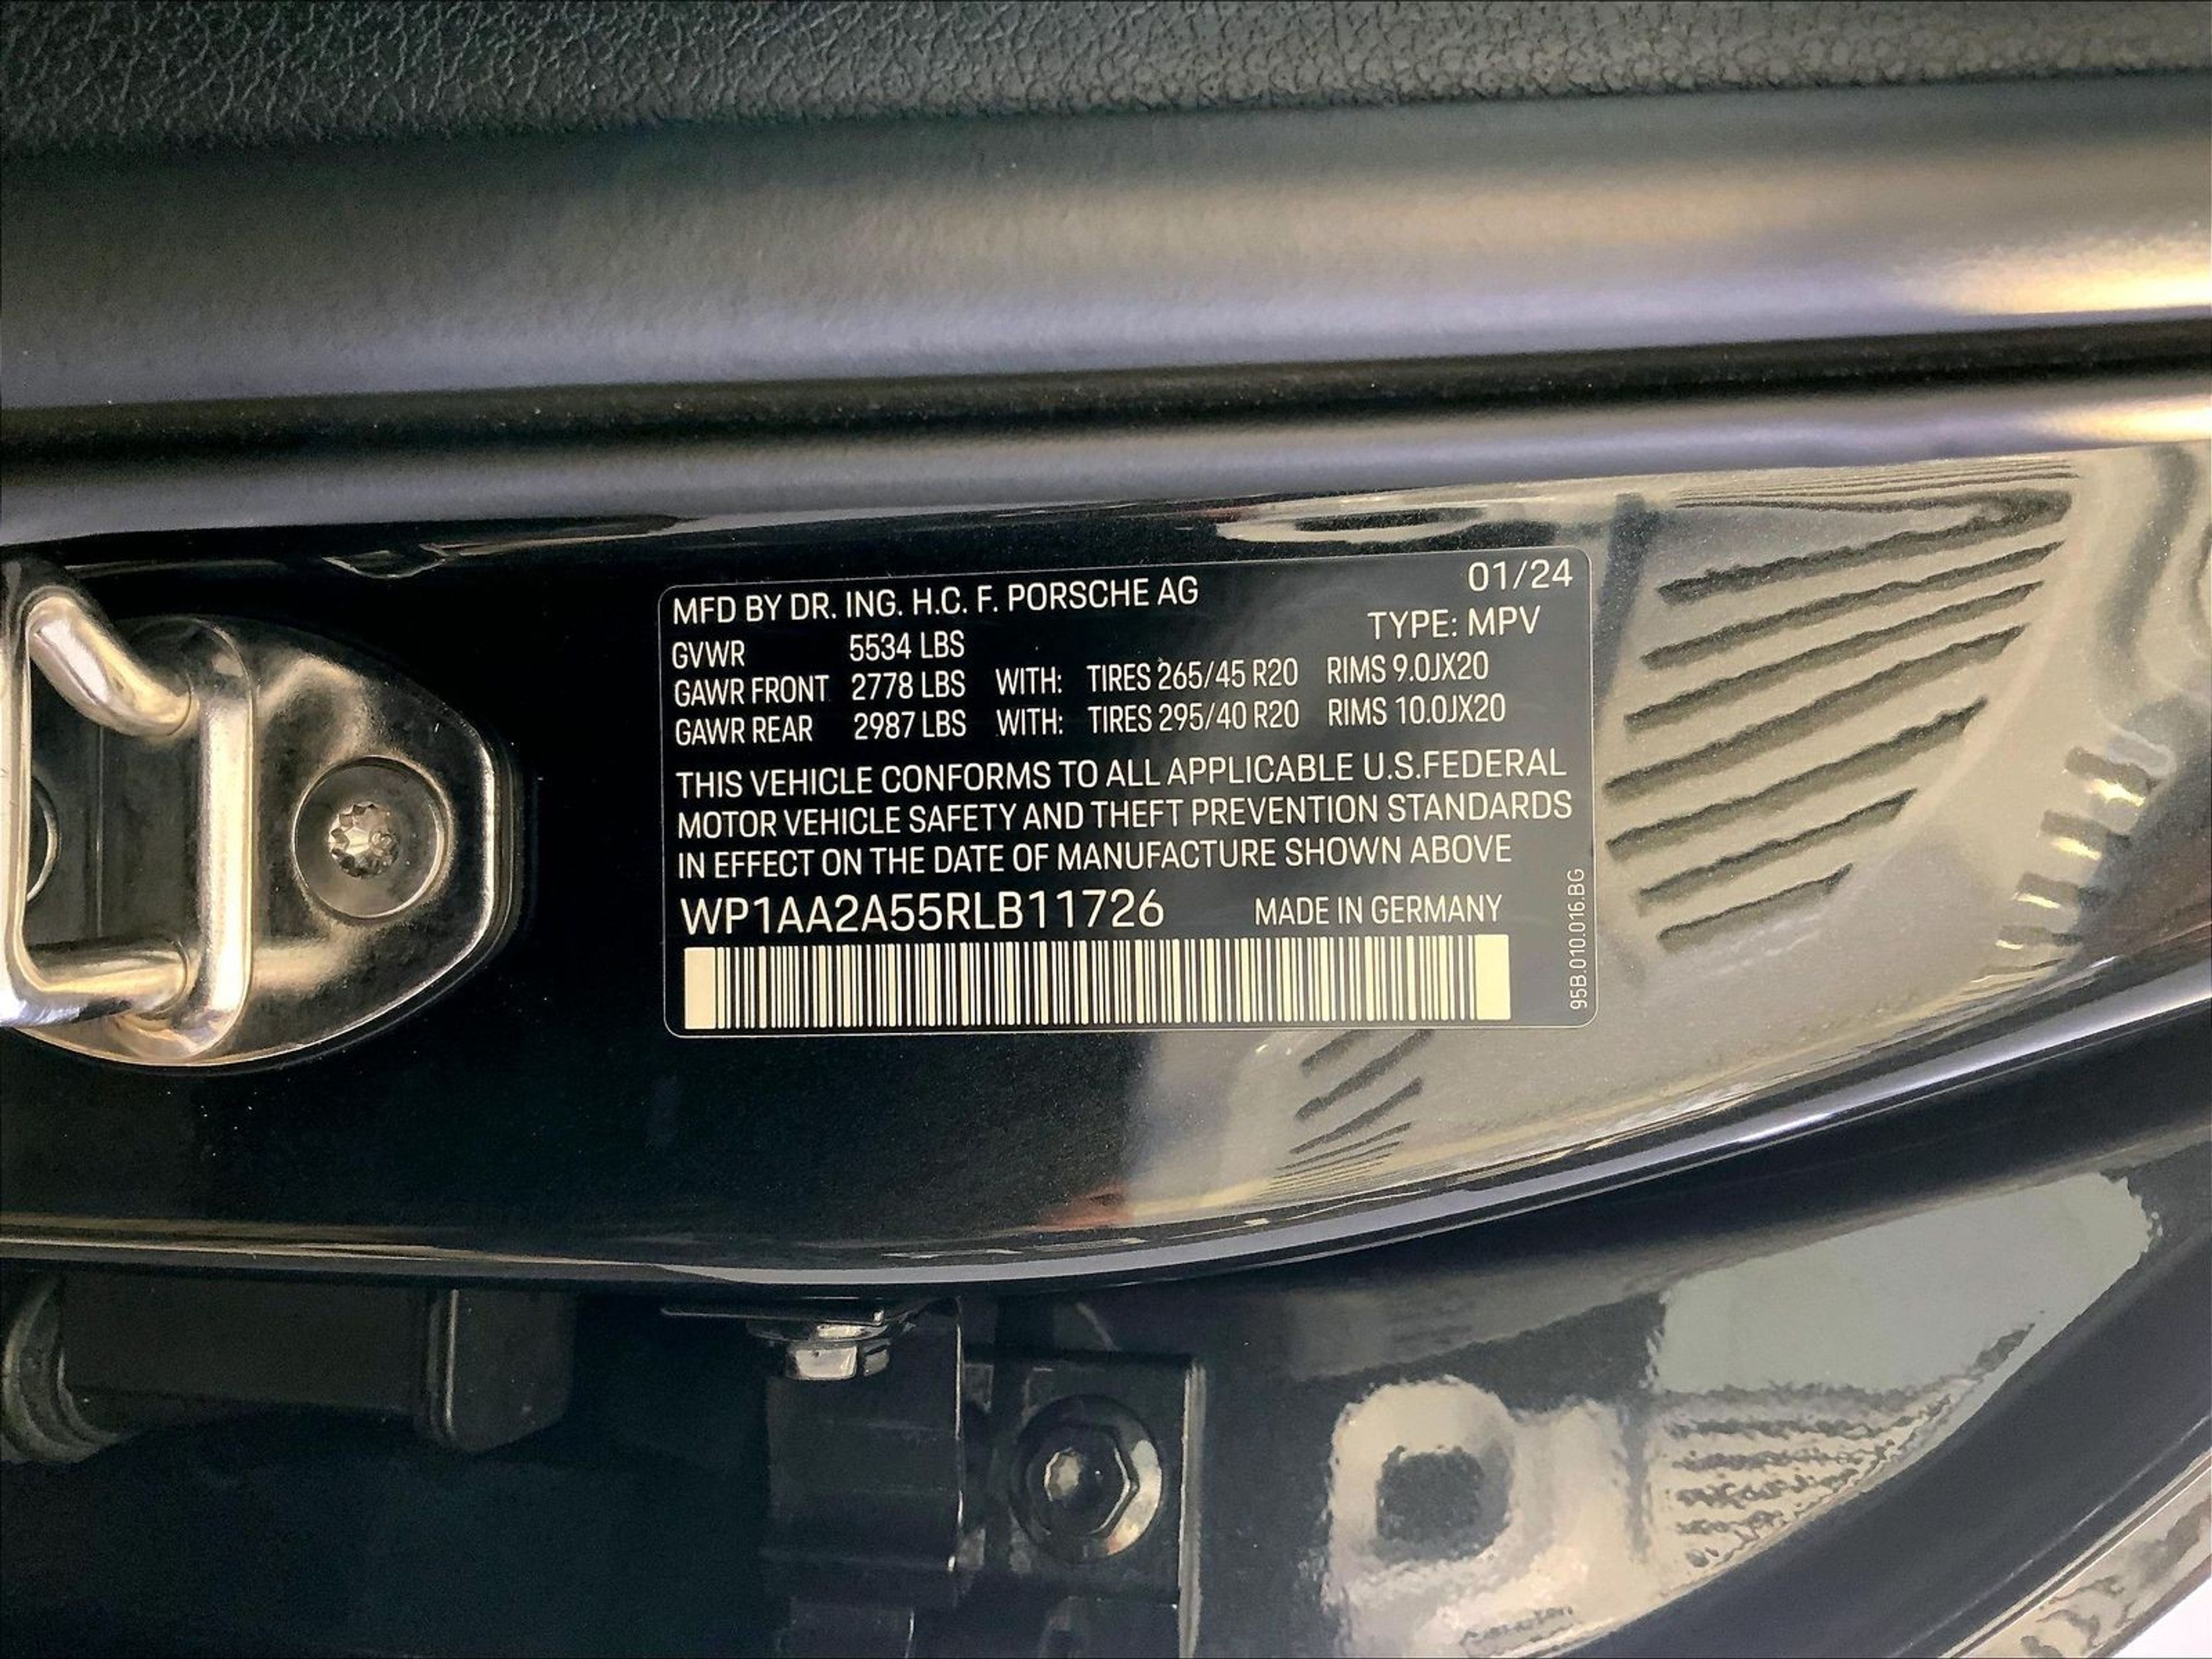 MFD BY DR. ING. H.C. F. PORSCHE AG 01/24
TYPE: MPV
GVWR 5534 LBS
GAWR FRONT 2778 LBS WITH: TIRES 265/45 R20 RIMS 9.0JX20
GAWR REAR 2987 LBS WITH: TIRES 295/40 R20 RIMS 10.0JX20
THIS VEHICLE CONFORMS TO ALL APPLICABLE U.S.FEDERAL
MOTOR VEHICLE SAFETY AND THEFT PREVENTION STANDARDS
IN EFFECT ON THE DATE OF MANUFACTURE SHOWN ABOVE
WP1AA2A55RLB11726 MADE IN GERMANY
95B.010.016.BG